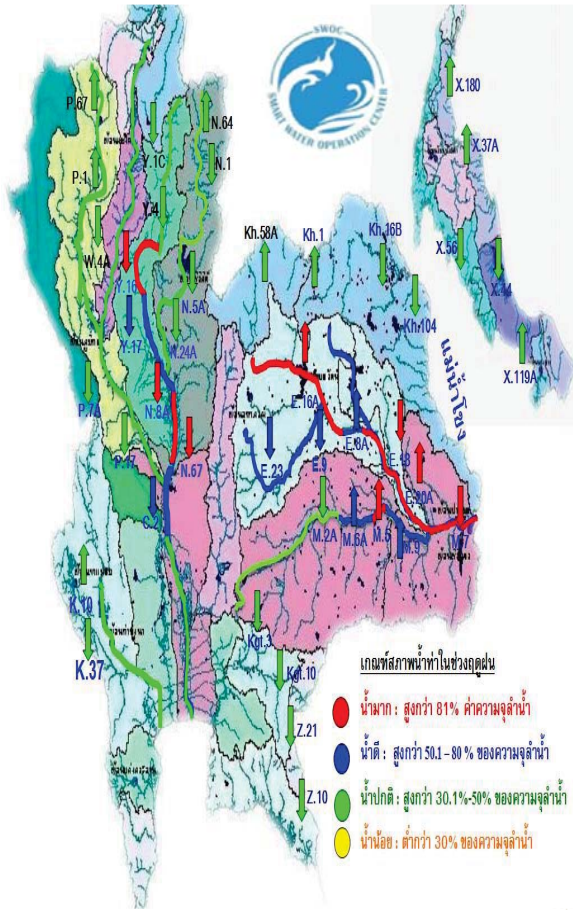 SWOC
SMART WATER OPERATION CENTER
P.67
Y.1C
N.64
N.1
P.1
Y.4
W.4A
Y.16
N.5A
Y.17
N.24A
P.7A
N.8A
P.17
N.67
C.2
K.10
K.37
Kh.58A
Kh.1
Kh.16B
Kh.104
แม่น้ำโขง
E.16A
E.8A
E.23
E.9
E.20A
M.2A
M.6A
M.5
M.9
M.7
Kgt.3
Kgt.10
Z.21
Z.10
X.180
X.37A
X.56
X.44
X.119A
เกณฑ์สภาพน้ำท่าในช่วงฤดูฝน
น้ำมาก : สูงกว่า 81% ค่าความจุลำน้ำ
น้ำดี : สูงกว่า 50.1 – 80 % ของความจุลำน้ำ
น้ำปกติ : สูงกว่า 30.1%-50% ของความจุลำน้ำ
น้ำน้อย : ต่ำกว่า 30% ของความจุลำน้ำ